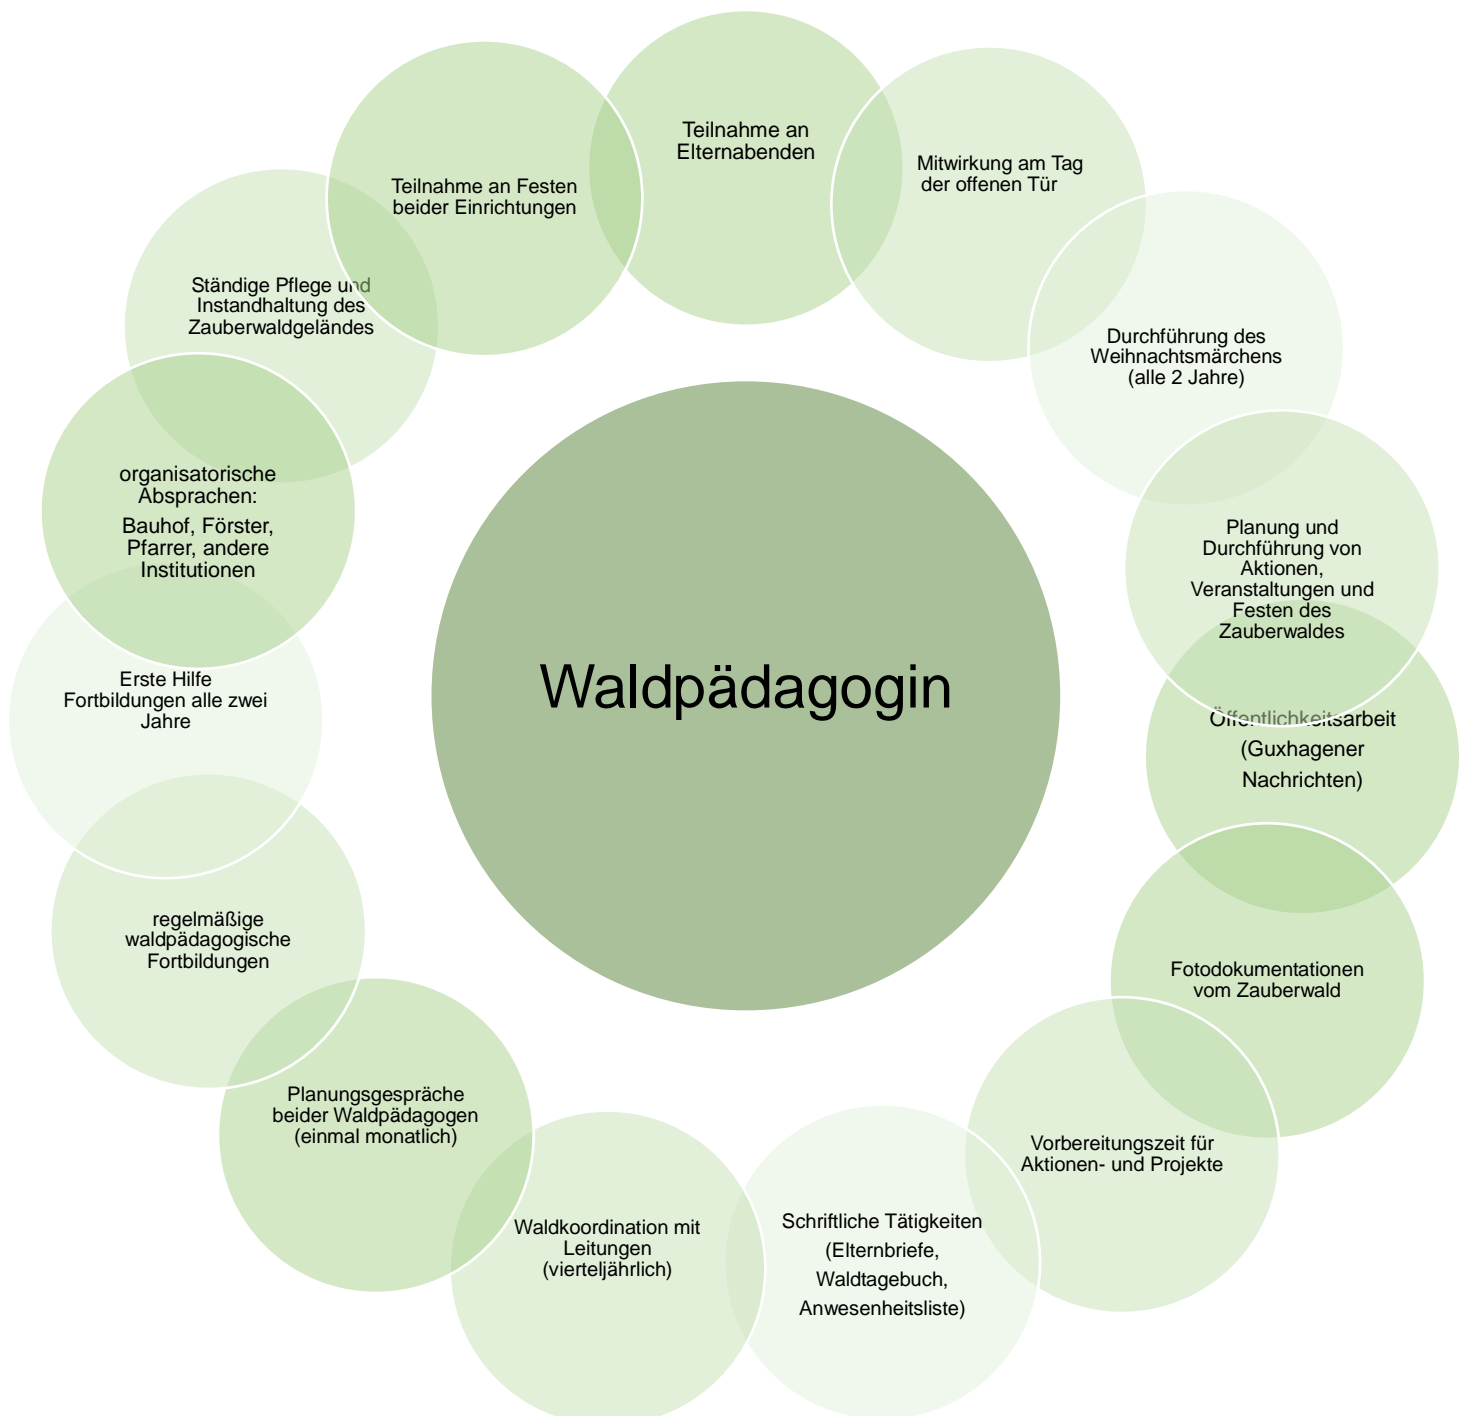 Teilnahme an
Elternabenden
Mitwirkung am Tag
der offenen Tür
Durchführung des
Weihnachtsmärchens
(alle 2 Jahre)
Planung und
Durchführung von
Aktionen,
Veranstaltungen und
Festen des
Zauberwaldes
Öffentlichkeitsarbeit
(Guxhagener
Nachrichten)
Fotodokumentationen
vom Zauberwald
Vorbereitungszeit für
Aktionen- und Projekte
Schriftliche Tätigkeiten
(Elternbriefe,
Waldtagebuch,
Anwesenheitsliste)
Waldkoordination mit
Leitungen
(vierteljährlich)
Planungsgespräche
beider Waldpädagogen
(einmal monatlich)
regelmäßige
waldpädagogische
Fortbildungen
Erste Hilfe
Fortbildungen alle zwei
Jahre
organisatorische
Absprachen:
Bauhof, Förster,
Pfarrer, andere
Institutionen
Ständige Pflege und
Instandhaltung des
Zauberwaldgeländes
Teilnahme an Festen
beider Einrichtungen
Waldpädagogin